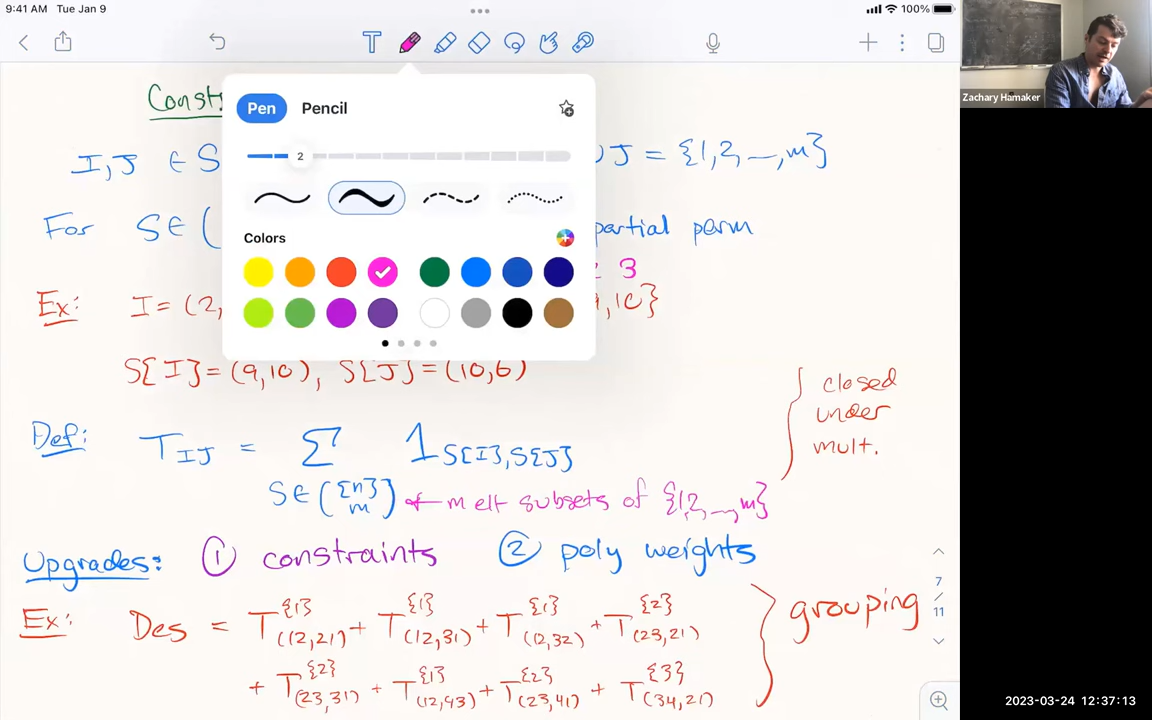 9:41 AM Tue Jan 9
100%
Zachary Hamaker
Const
Pen Pencil
2
I, J ∈ S
J = {1,2,...,m}
For S ∈ (
partial perm
Colors
3
Ex: I = (2,
,10}
S[I] = (9,10), S[J] = (10,6)
closed
under
mult.
Def: T_{IJ} = Σ 1_{S[I],S[J]}
S ∈ ([n] m) ← m elt subsets of {1,2,...,m}
Upgrades: ① constraints ② poly weights
Ex: Des = T^{{1}}_{(12,21)} + T^{{1}}_{(12,31)} + T^{{1}}_{(12,32)} + T^{{2}}_{(23,21)}
+ T^{{2}}_{(23,31)} + T^{{1}}_{(12,43)} + T^{{2}}_{(23,41)} + T^{{3}}_{(34,21)}
grouping
7
/
11
2023-03-24 12:37:13